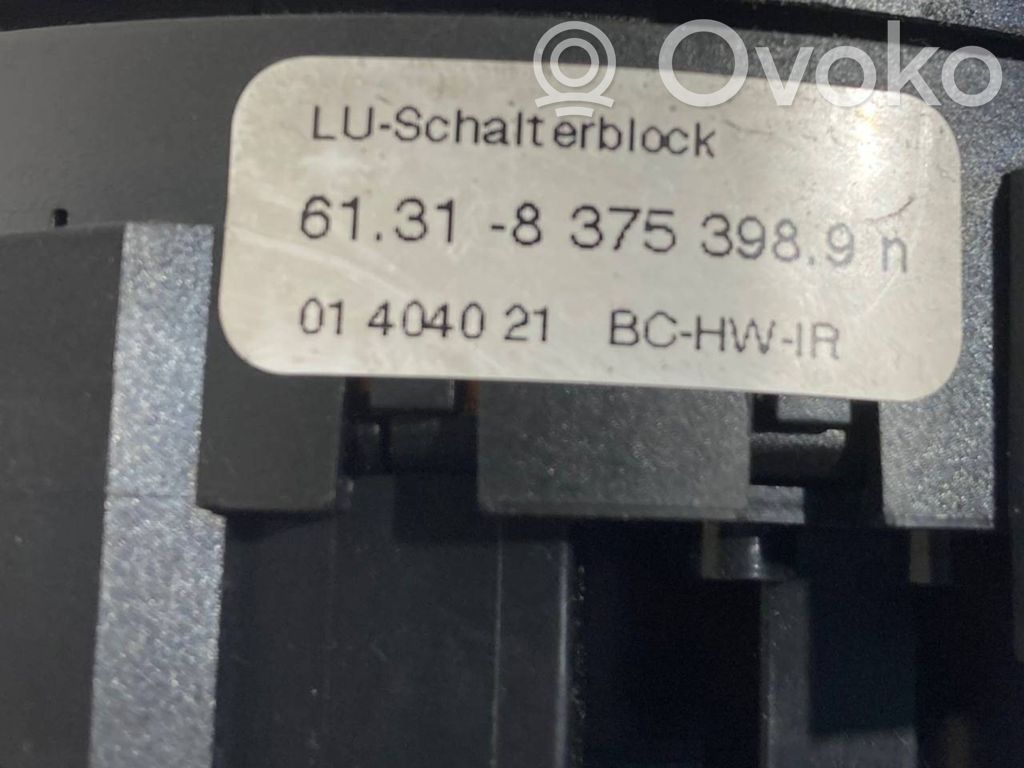 Ovoko
LU-Schalterblock
61.31 -8 375 398.9 n
01 4040 21 BC-HW-IR